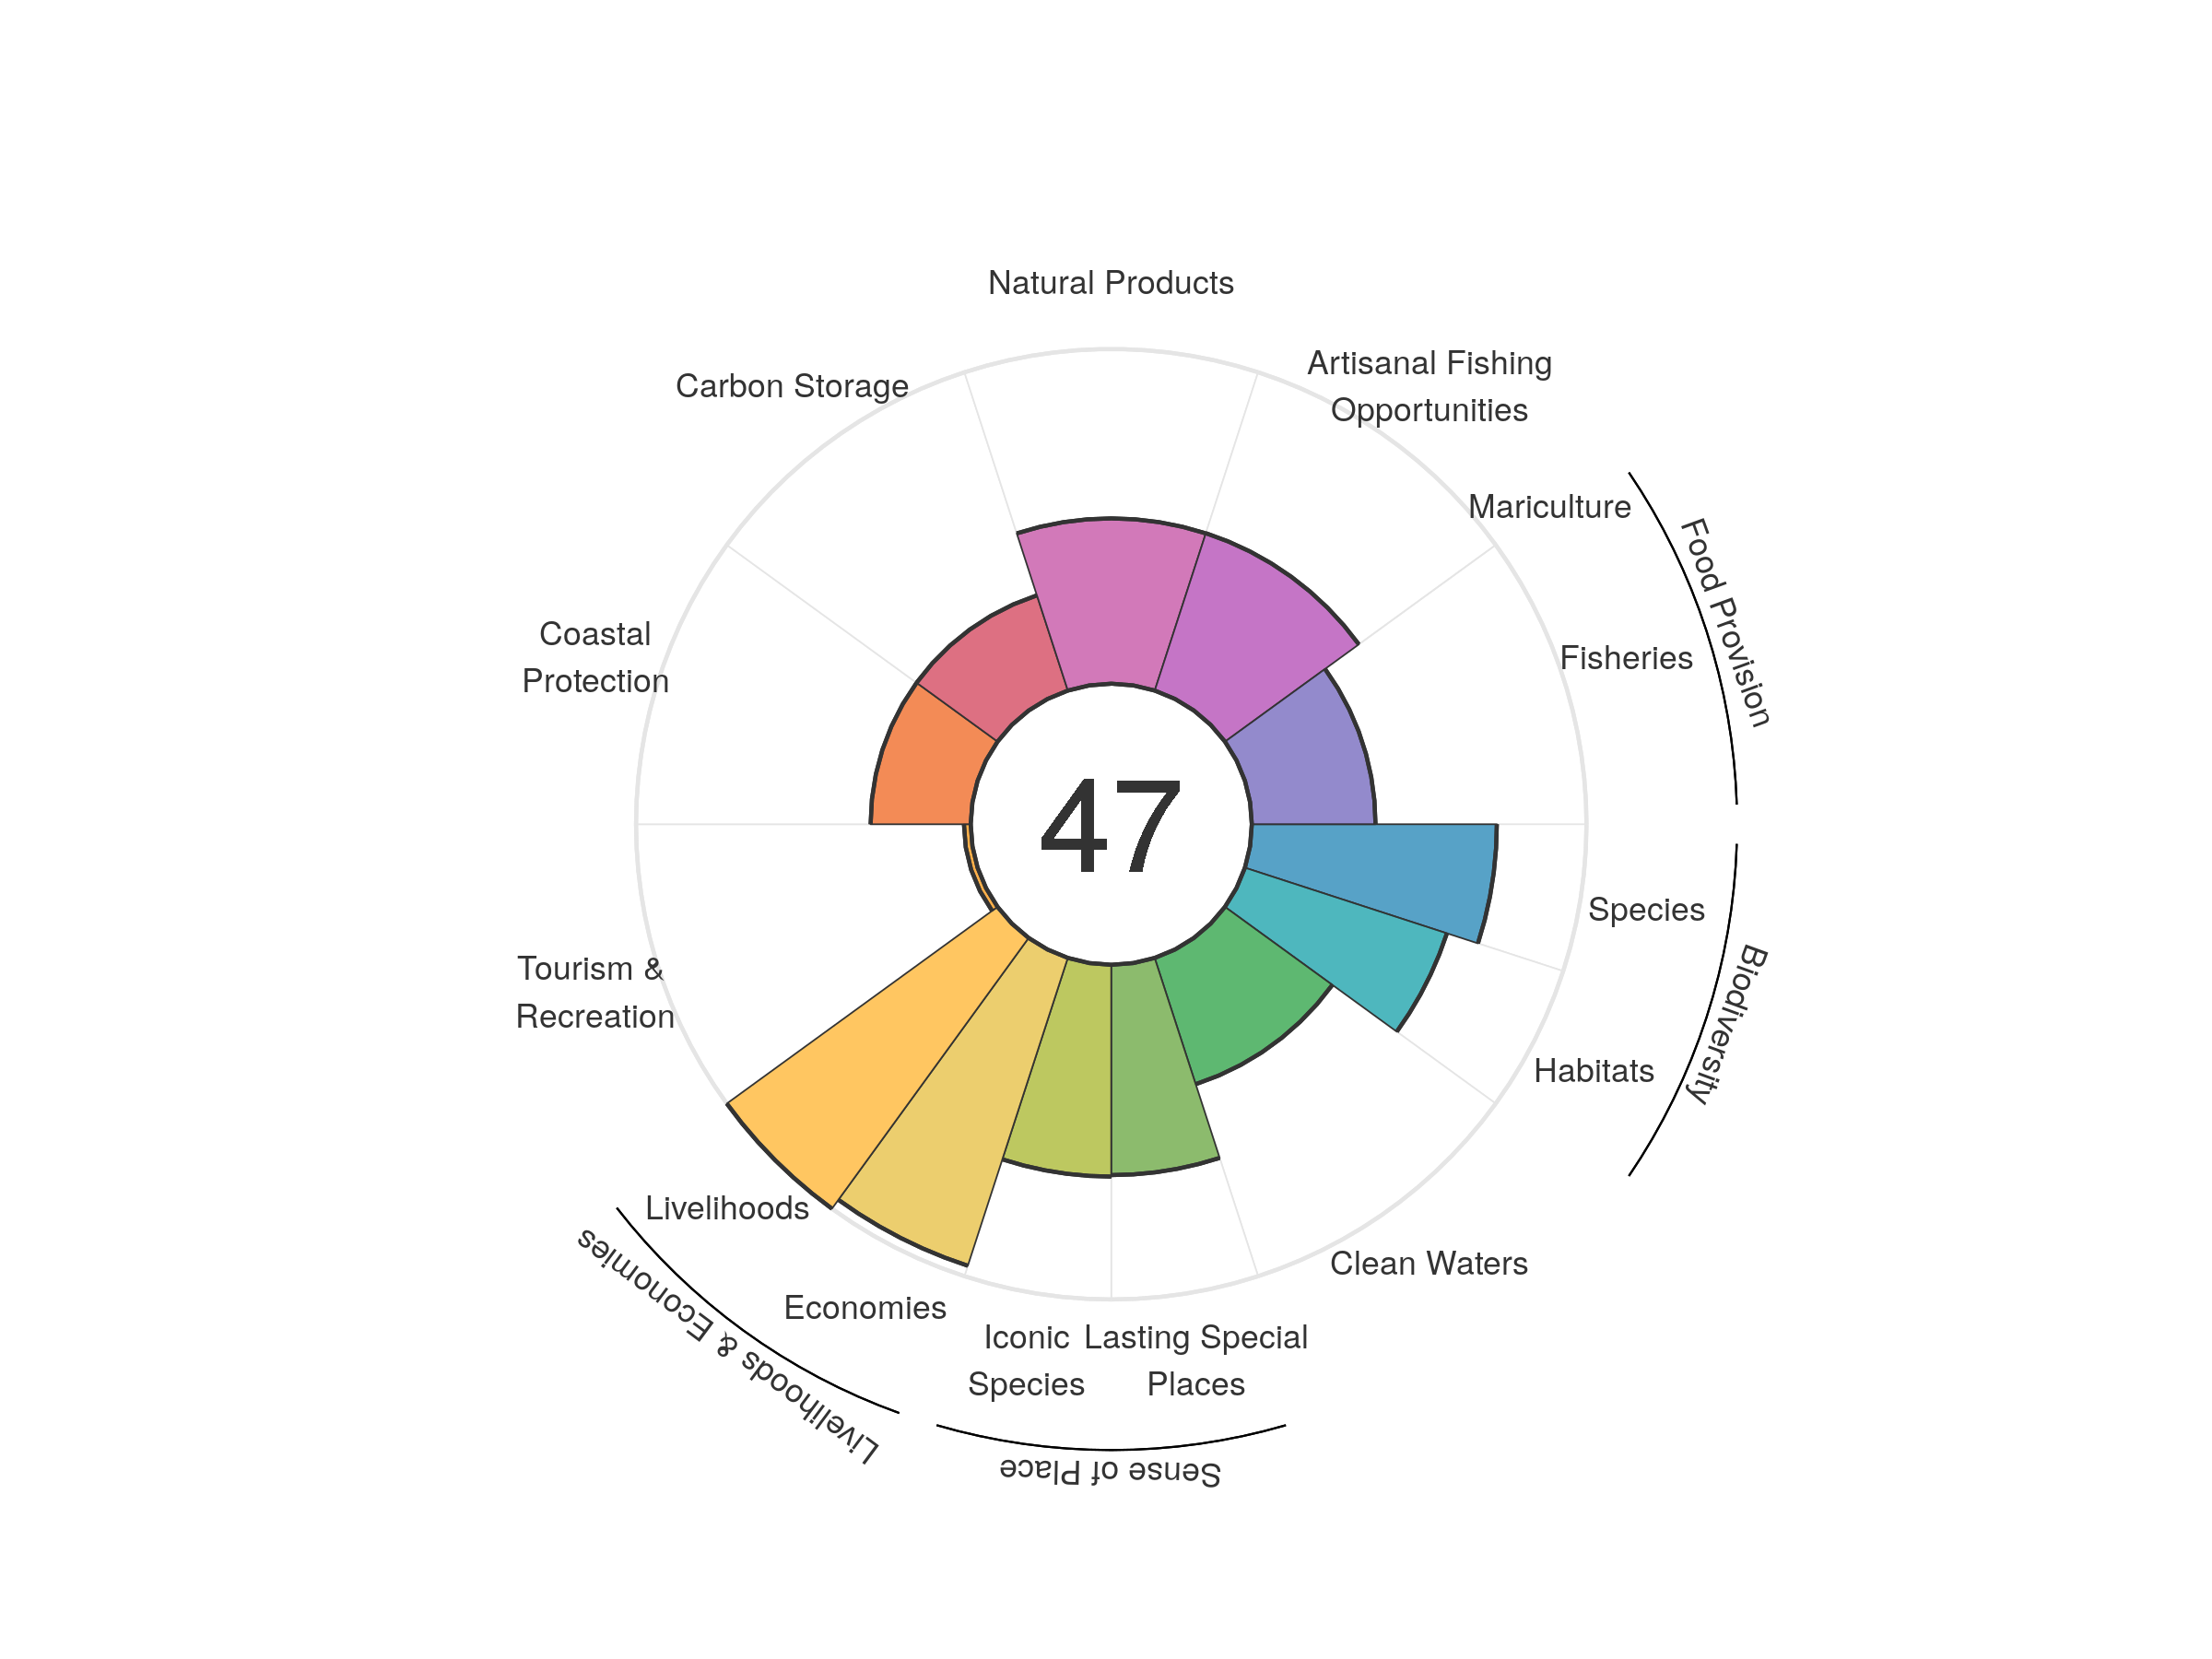 Natural Products
Artisanal Fishing
Opportunities
Carbon Storage
Mariculture
Food Provision
Coastal
Protection
Fisheries
47
Species
Biodiversity
Tourism &
Recreation
Habitats
Livelihoods
Clean Waters
Economies
Livelihoods & Economies
Iconic
Species
Lasting Special
Places
Sense of Place